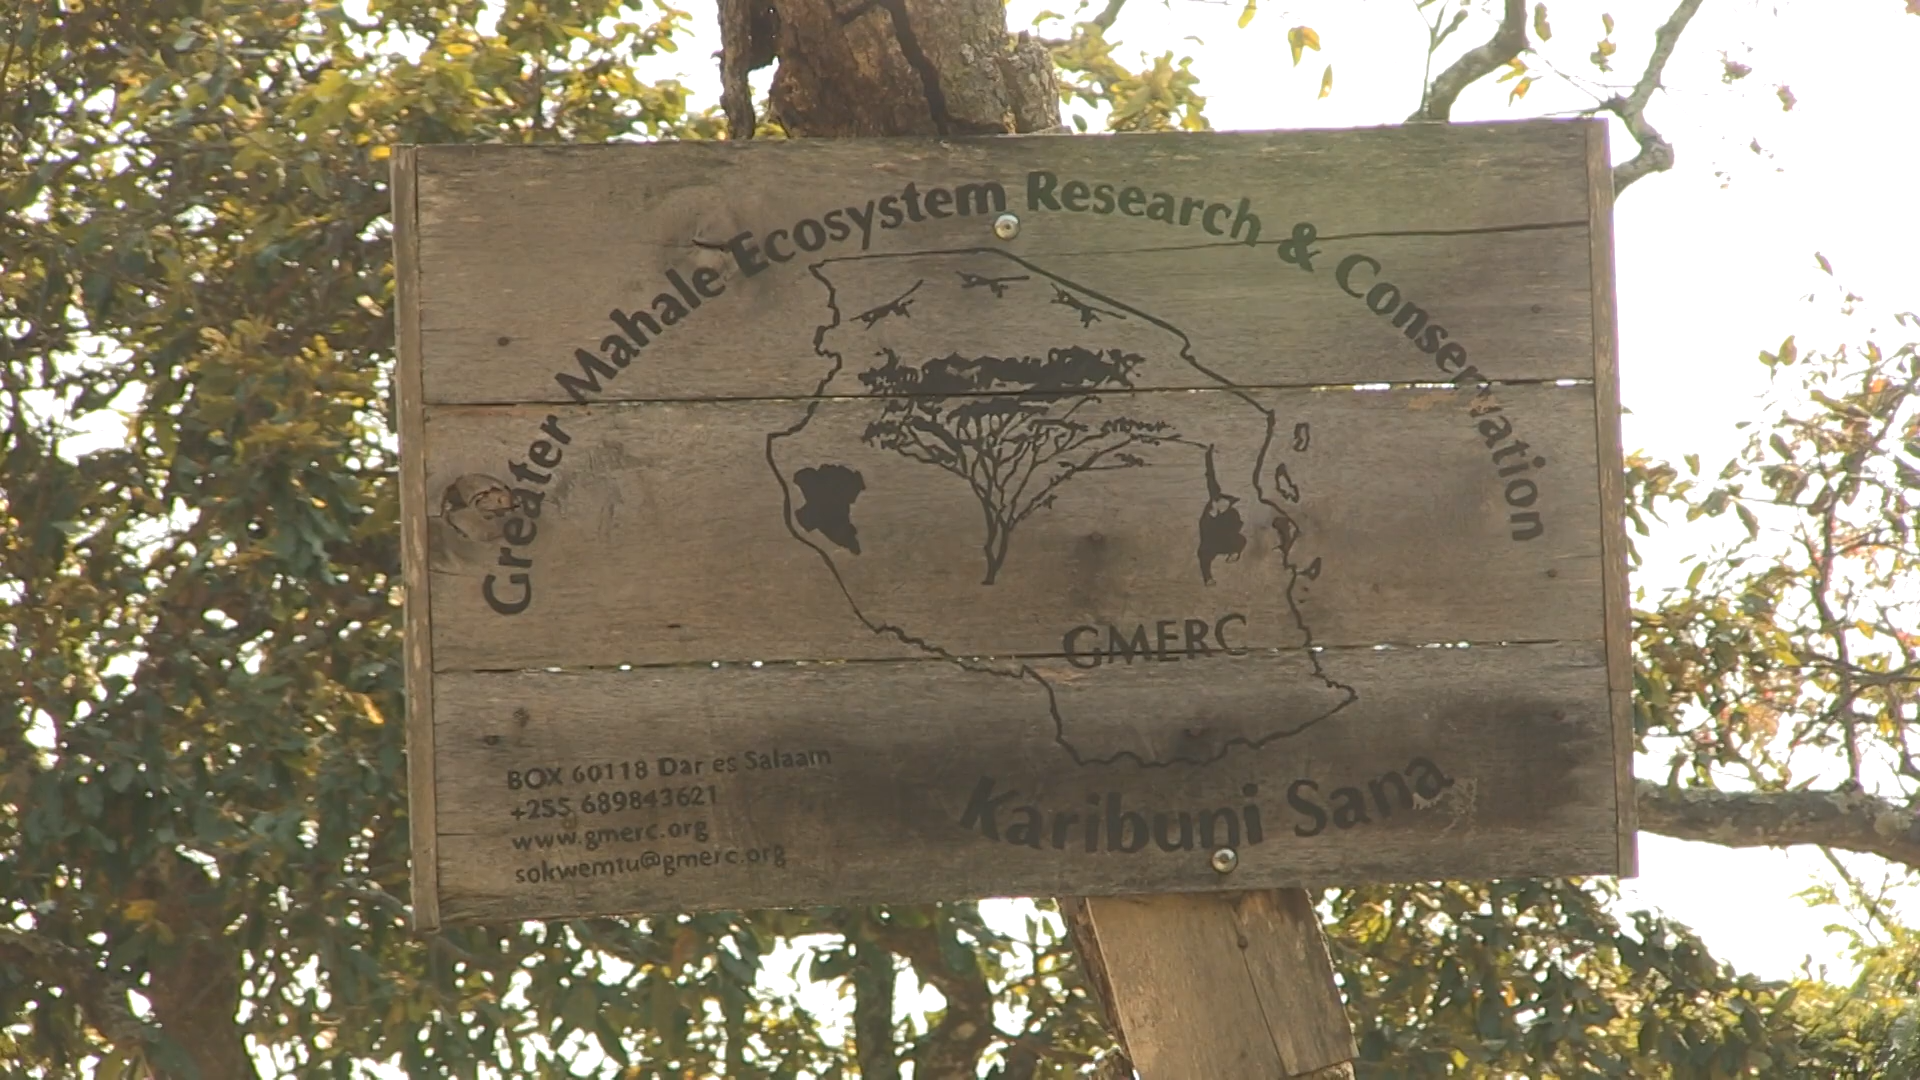 Greater Mahale Ecosystem Research & Conservation
GMERC
Karibuni Sana
BOX 60118 Dar es Salaam
+255 689843621
www.gmerc.org
sokwemtu@gmerc.org